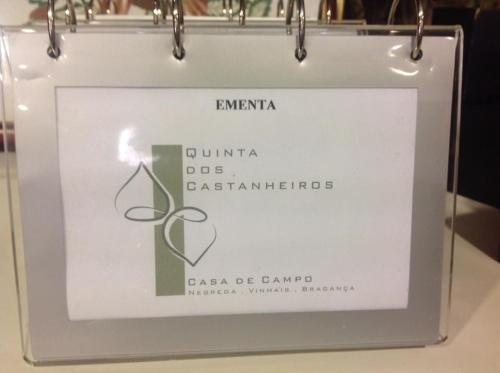 EMENTA
QUINTA
DOS
CASTANHEIROS
CASA DE CAMPO
NEGREDA . VINHAIS . BRAGANÇA